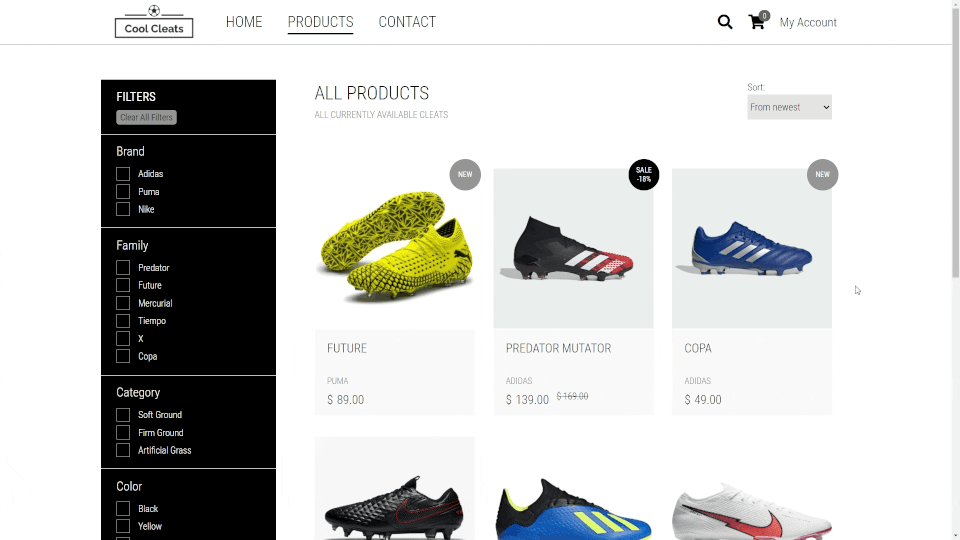 Cool Cleats
HOME
PRODUCTS
CONTACT
0
My Account
FILTERS
Clear All Filters
Brand
Adidas
Puma
Nike
Family
Predator
Future
Mercurial
Tiempo
X
Copa
Category
Soft Ground
Firm Ground
Artificial Grass
Color
Black
Yellow
ALL PRODUCTS
ALL CURRENTLY AVAILABLE CLEATS
Sort:
From newest
NEW
FUTURE
PUMA
$ 89.00
SALE
-18%
PREDATOR MUTATOR
ADIDAS
$ 139.00 $ 169.00
NEW
COPA
ADIDAS
$ 49.00